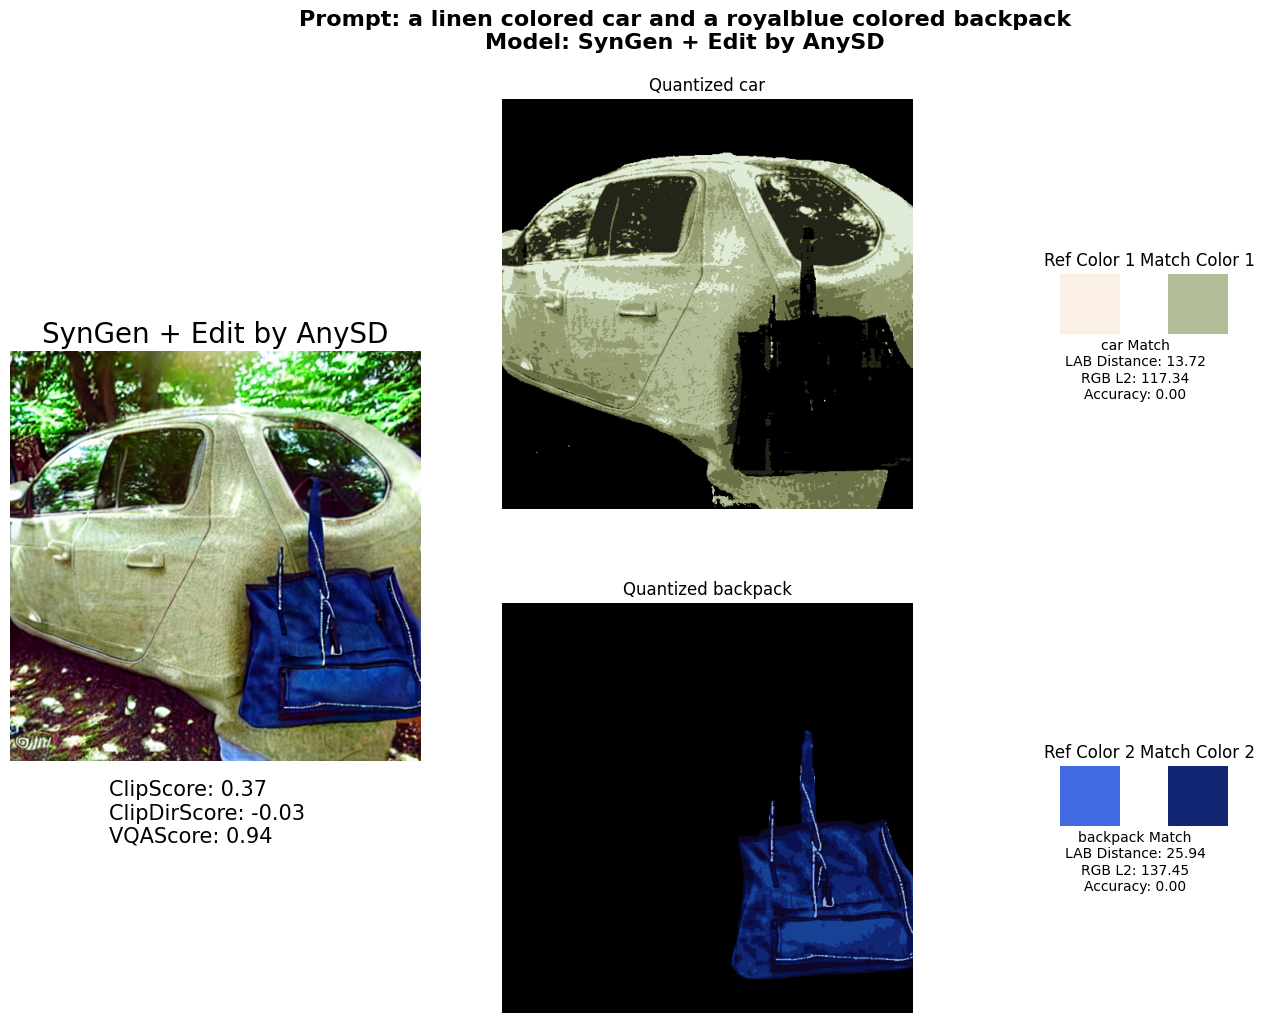 Prompt: a linen colored car and a royalblue colored backpack
Model: SynGen + Edit by AnySD
Quantized car
Ref Color 1 Match Color 1
car Match
LAB Distance: 13.72
RGB L2: 117.34
Accuracy: 0.00
SynGen + Edit by AnySD
ClipScore: 0.37
ClipDirScore: -0.03
VQAScore: 0.94
Quantized backpack
Ref Color 2 Match Color 2
backpack Match
LAB Distance: 25.94
RGB L2: 137.45
Accuracy: 0.00